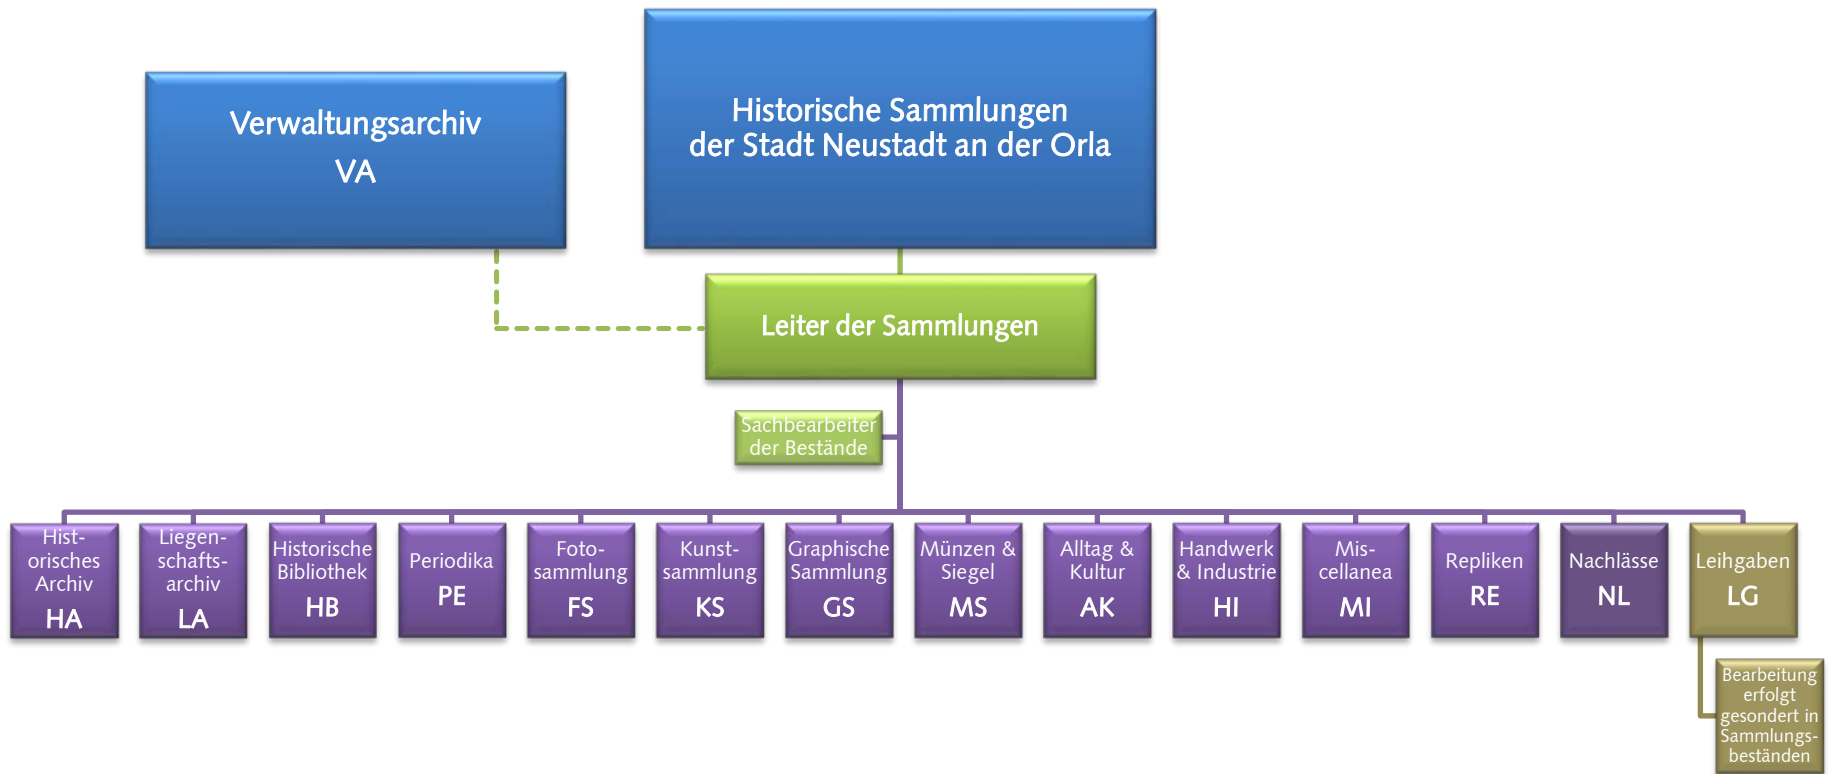 Verwaltungsarchiv
VA
Historische Sammlungen
der Stadt Neustadt an der Orla
Leiter der Sammlungen
Sachbearbeiter
der Bestände
Hist-
orisches
Archiv
HA
Liegen-
schafts-
archiv
LA
Historische
Bibliothek
HB
Periodika
PE
Foto-
sammlung
FS
Kunst-
sammlung
KS
Graphische
Sammlung
GS
Münzen &
Siegel
MS
Alltag &
Kultur
AK
Handwerk
& Industrie
HI
Mis-
cellanea
MI
Repliken
RE
Nachlässe
NL
Leihgaben
LG
Bearbeitung
erfolgt
gesondert in
Sammlungs-
beständen